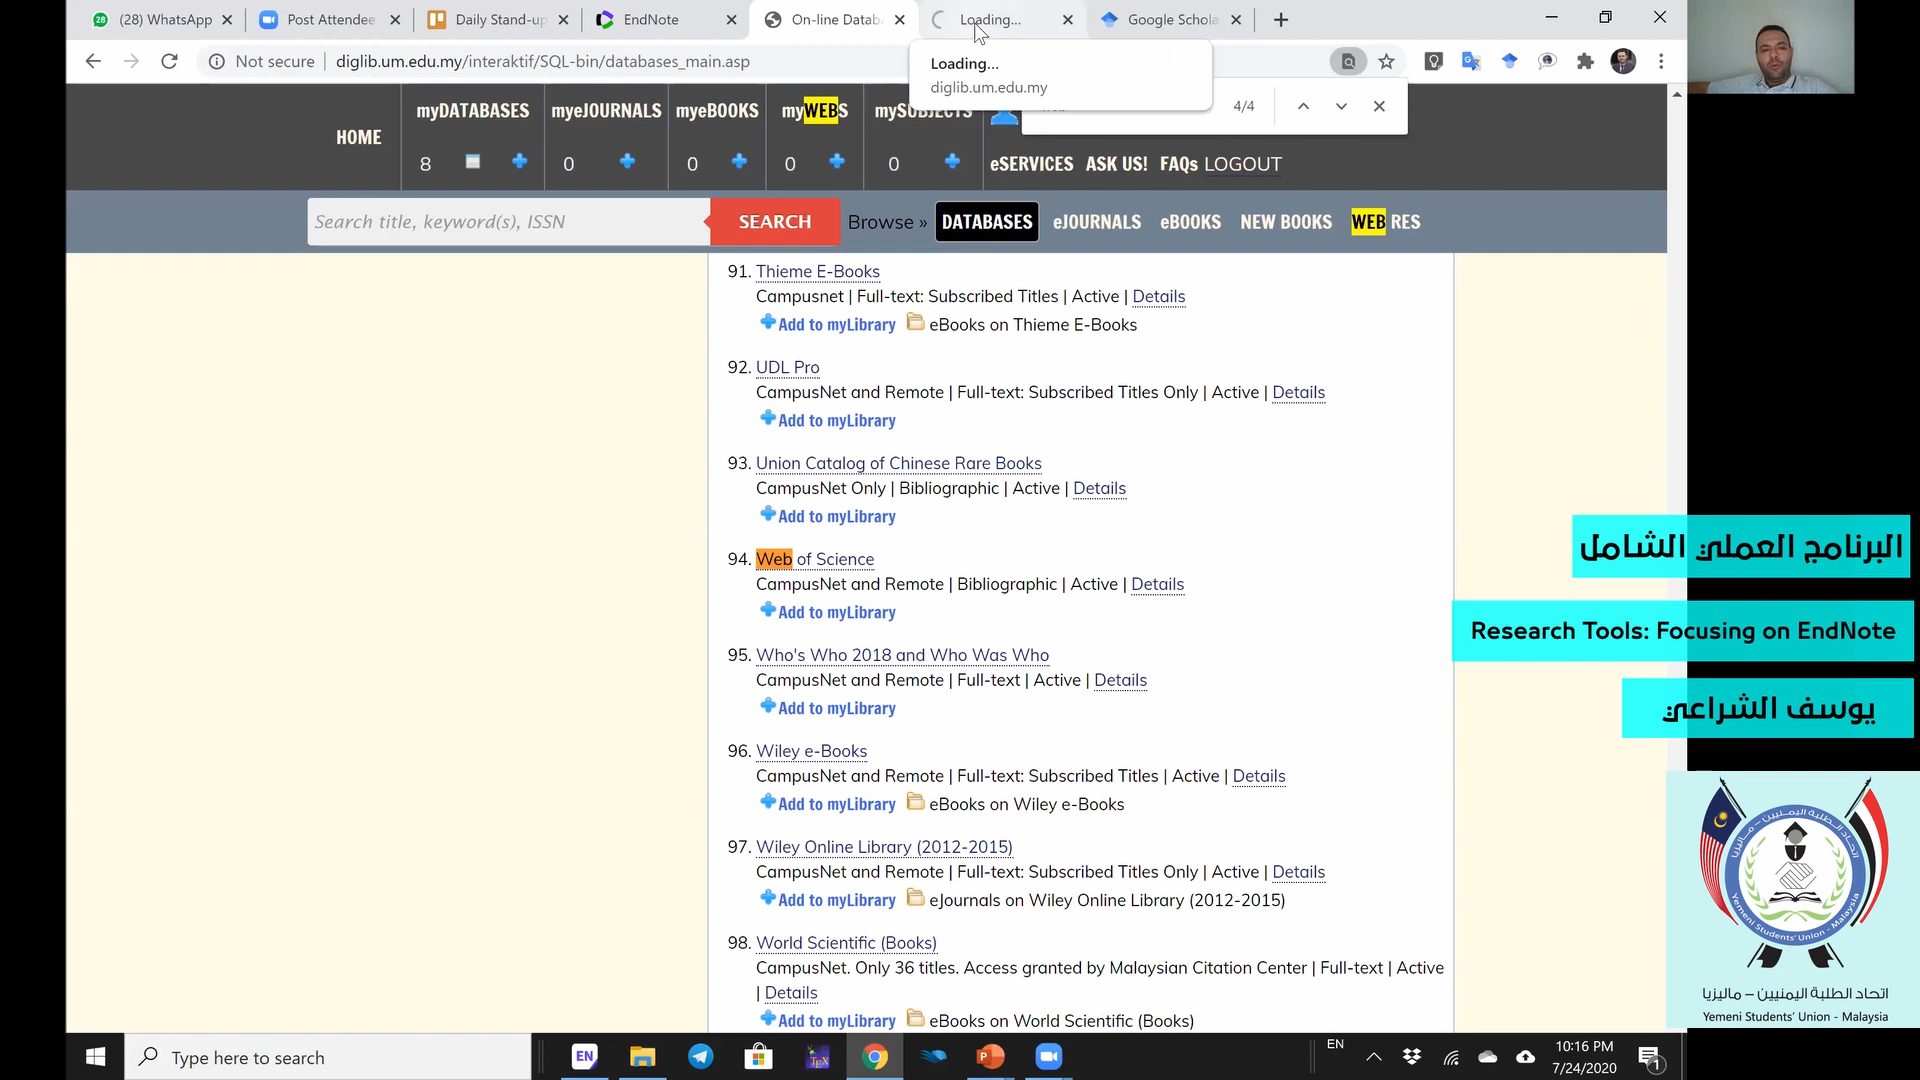 (28) WhatsApp
Post Attendee
Daily Stand-up
EndNote
On-line Datab
Loading...
Google Schola
Not secure
diglib.um.edu.my/interaktif/SQL-bin/databases_main.asp
Loading...
diglib.um.edu.my
4/4
HOME
myDATABASES
myeJOURNALS
myeBOOKS
myWEBS
mySUBJECTS
8
0
0
0
0
eSERVICES ASK US! FAQs LOGOUT
Search title, keyword(s), ISSN
SEARCH
Browse »
DATABASES
eJOURNALS
eBOOKS
NEW BOOKS
WEB RES
91. Thieme E-Books
Campusnet | Full-text: Subscribed Titles | Active | Details
Add to myLibrary eBooks on Thieme E-Books
92. UDL Pro
CampusNet and Remote | Full-text: Subscribed Titles Only | Active | Details
Add to myLibrary
93. Union Catalog of Chinese Rare Books
CampusNet Only | Bibliographic | Active | Details
Add to myLibrary
94. Web of Science
CampusNet and Remote | Bibliographic | Active | Details
Add to myLibrary
95. Who's Who 2018 and Who Was Who
CampusNet and Remote | Full-text | Active | Details
Add to myLibrary
96. Wiley e-Books
CampusNet and Remote | Full-text: Subscribed Titles | Active | Details
Add to myLibrary eBooks on Wiley e-Books
97. Wiley Online Library (2012-2015)
CampusNet and Remote | Full-text: Subscribed Titles Only | Active | Details
Add to myLibrary eJournals on Wiley Online Library (2012-2015)
98. World Scientific (Books)
CampusNet. Only 36 titles. Access granted by Malaysian Citation Center | Full-text | Active
| Details
Add to myLibrary eBooks on World Scientific (Books)
البرنامج العملي الشامل
Research Tools: Focusing on EndNote
يوسف الشراعي
اتحاد الطلبة اليمنيين - ماليزيا
Yemeni Students' Union - Malaysia
اتحاد الطلبة اليمنيين – ماليزيا
Yemeni Students' Union - Malaysia
Type here to search
EN
TEX
EN
10:16 PM
7/24/2020
1